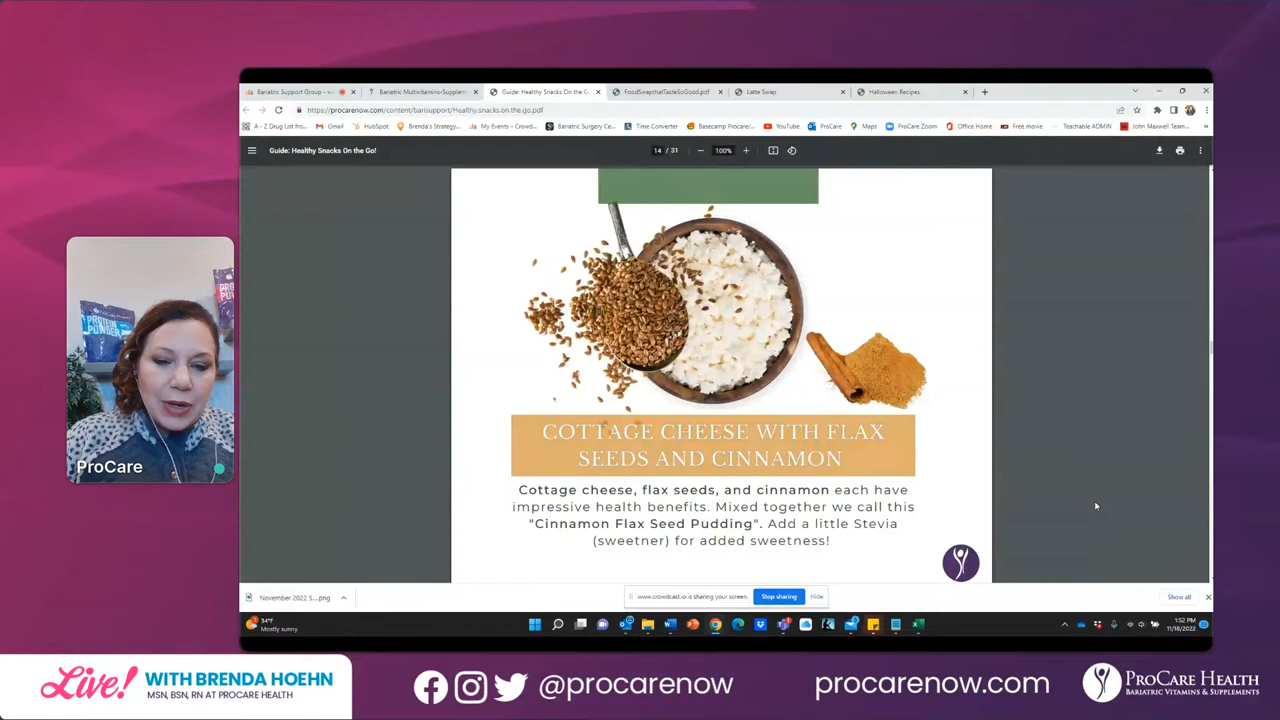 Bariatric Support Group - w
Bariatric Multivitamins-Supplem
Guide: Healthy Snacks On the G
FoodSwapthatTasteSoGood.pdf
Latte Swap
Halloween Recipes
https://procarenow.com/content/barisupport/Healthy.snacks.on.the.go.pdf
A - Z Drug List fro...
Gmail
HubSpot
Brenda's Strategy...
My Events – Crowd...
Bariatric Surgery Ce...
Time Converter
Basecamp Procare/...
YouTube
ProCare
Maps
ProCare Zoom
Office Home
Free movie
Teachable ADMIN
John Maxwell Team...
Guide: Healthy Snacks On the Go!
14 / 31
100%
COTTAGE CHEESE WITH FLAX
SEEDS AND CINNAMON
Cottage cheese, flax seeds, and cinnamon each have
impressive health benefits. Mixed together we call this
"Cinnamon Flax Seed Pudding". Add a little Stevia
(sweetner) for added sweetness!
ProCare
November 2022 S....png
www.crowdcast.io is sharing your screen.
Stop sharing
Hide
Show all
34°F
Mostly sunny
1:52 PM
11/18/2022
Live! WITH BRENDA HOEHN
MSN, BSN, RN AT PROCARE HEALTH
@procarenow
procarenow.com
PROCARE HEALTH
BARIATRIC VITAMINS & SUPPLEMENTS
PROTEIN
POWDER